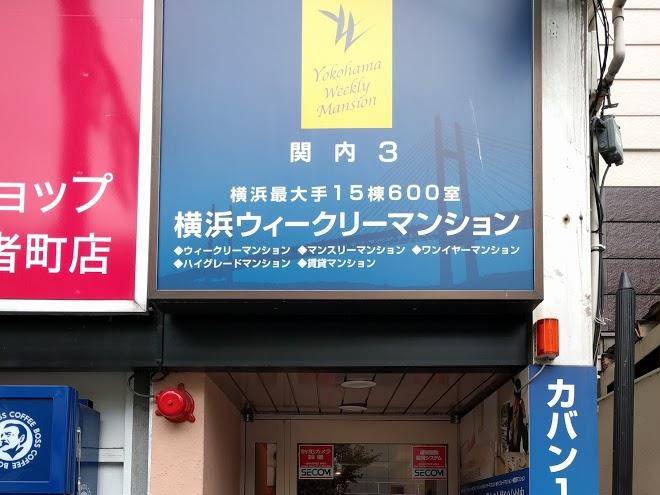 Yokohama
Weekly
Mansion
関内3
横浜最大手15棟600室
横浜ウィークリーマンション
◆ウィークリーマンション ◆マンスリーマンション ◆ワンイヤーマンション
◆ハイグレードマンション ◆賃貸マンション
ョップ
者町店
BOSS COFFEE
カバン1
SECOM
SECOM